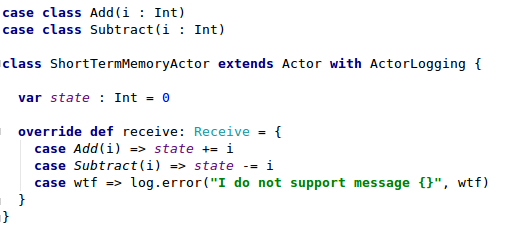 case class Add(i : Int)
case class Subtract(i : Int)
class ShortTermMemoryActor extends Actor with ActorLogging {
var state : Int = 0
override def receive: Receive = {
case Add(i) => state += i
case Subtract(i) => state -= i
case wtf => log.error("I do not support message {}", wtf)
}
}